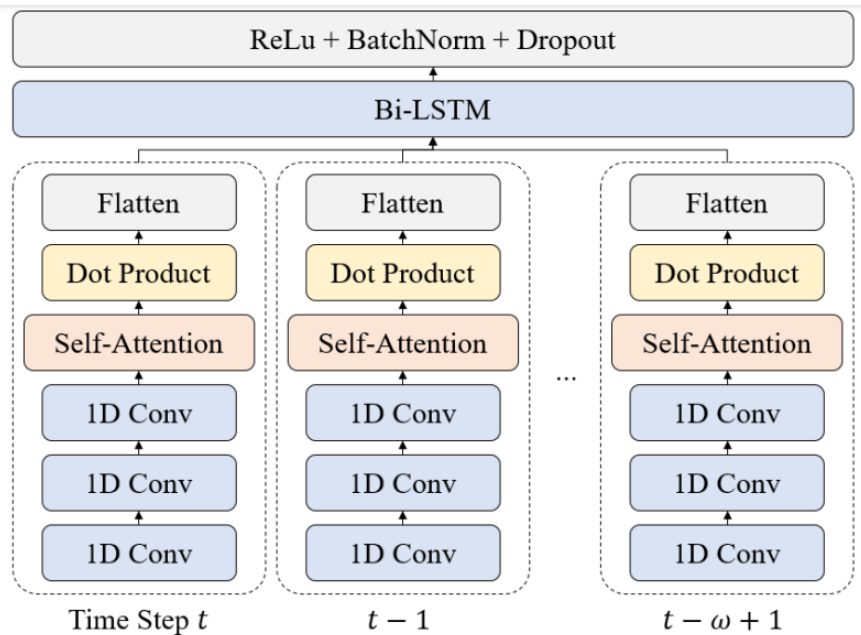 ReLu + BatchNorm + Dropout
Bi-LSTM
Flatten Flatten Flatten
Dot Product Dot Product Dot Product
Self-Attention Self-Attention Self-Attention
...
1D Conv 1D Conv 1D Conv
1D Conv 1D Conv 1D Conv
1D Conv 1D Conv 1D Conv
Time Step t t − 1 t − ω + 1